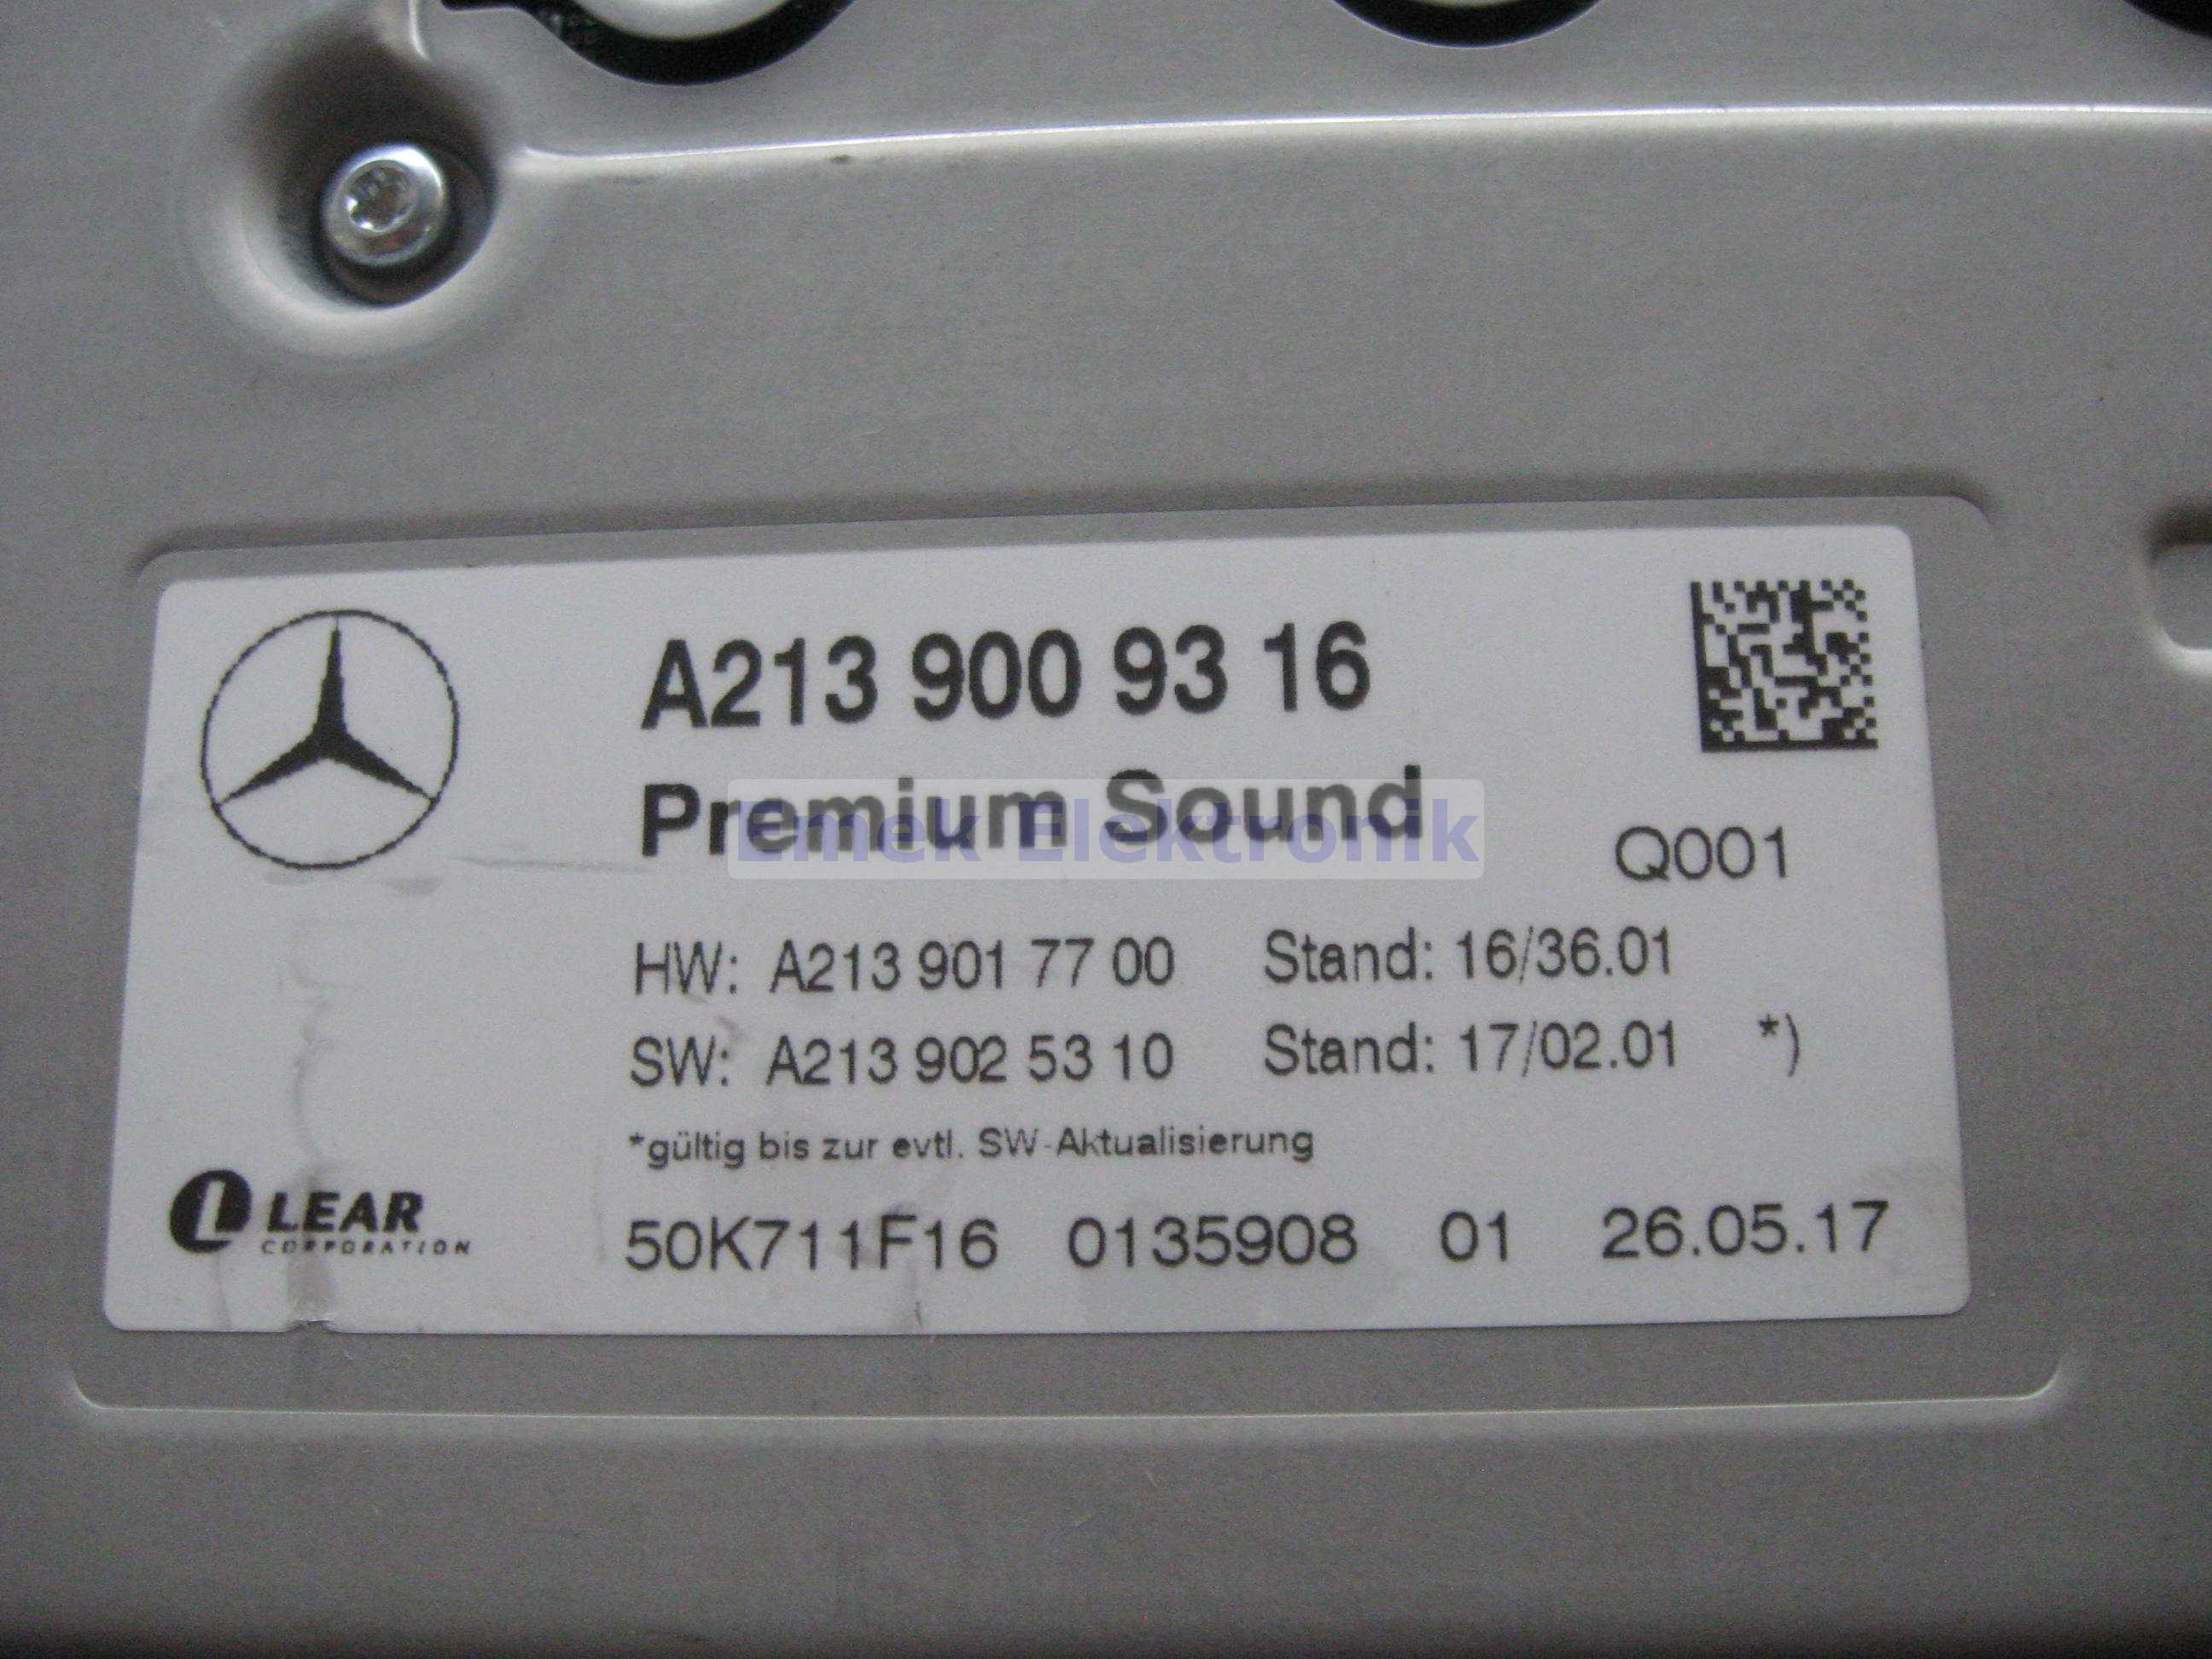 A213 900 93 16
Premium Sound
Emek Elektronik
Q001
HW: A213 901 77 00 Stand: 16/36.01
SW: A213 902 53 10 Stand: 17/02.01 *)
*gültig bis zur evtl. SW-Aktualisierung
LEAR
CORPORATION
50K711F16 0135908 01 26.05.17